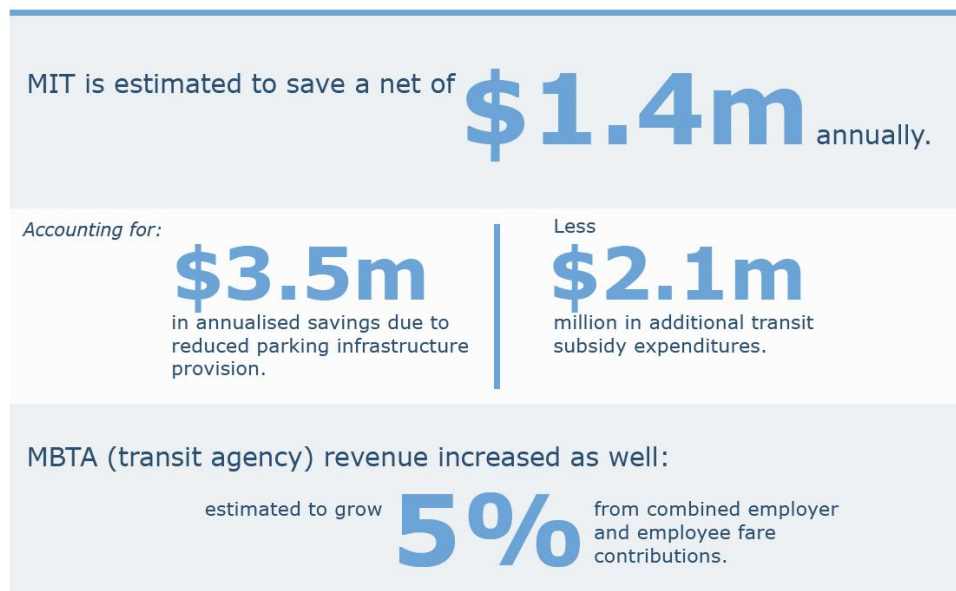 MIT is estimated to save a net of $1.4m annually.
Accounting for:
$3.5m
in annualised savings due to
reduced parking infrastructure
provision.
Less
$2.1m
million in additional transit
subsidy expenditures.
MBTA (transit agency) revenue increased as well:
estimated to grow 5% from combined employer
and employee fare
contributions.